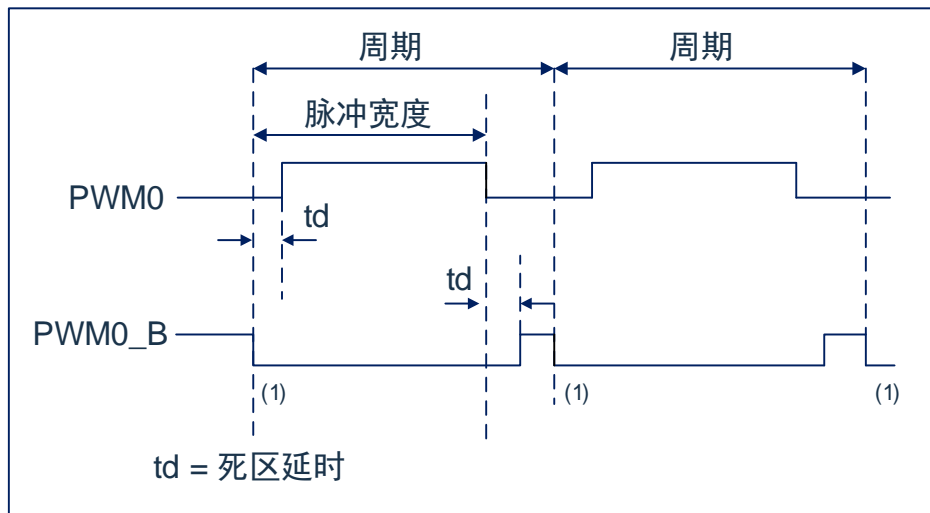 周期 周期
脉冲宽度
PWM0
td
td
PWM0_B
(1) (1) (1)
td = 死区延时